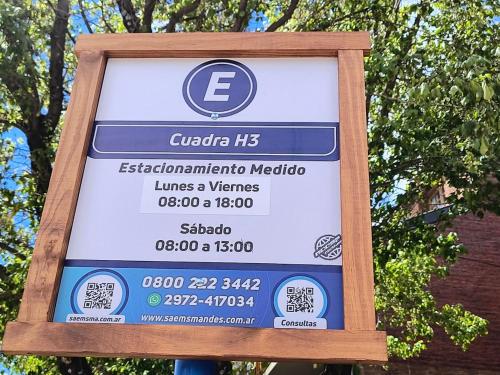 E
Cuadra H3
Estacionamiento Medido
Lunes a Viernes
08:00 a 18:00
Sábado
08:00 a 13:00
0800 222 3442
2972-417034
saemsma.com.ar
www.saemsmandes.com.ar
Consultas